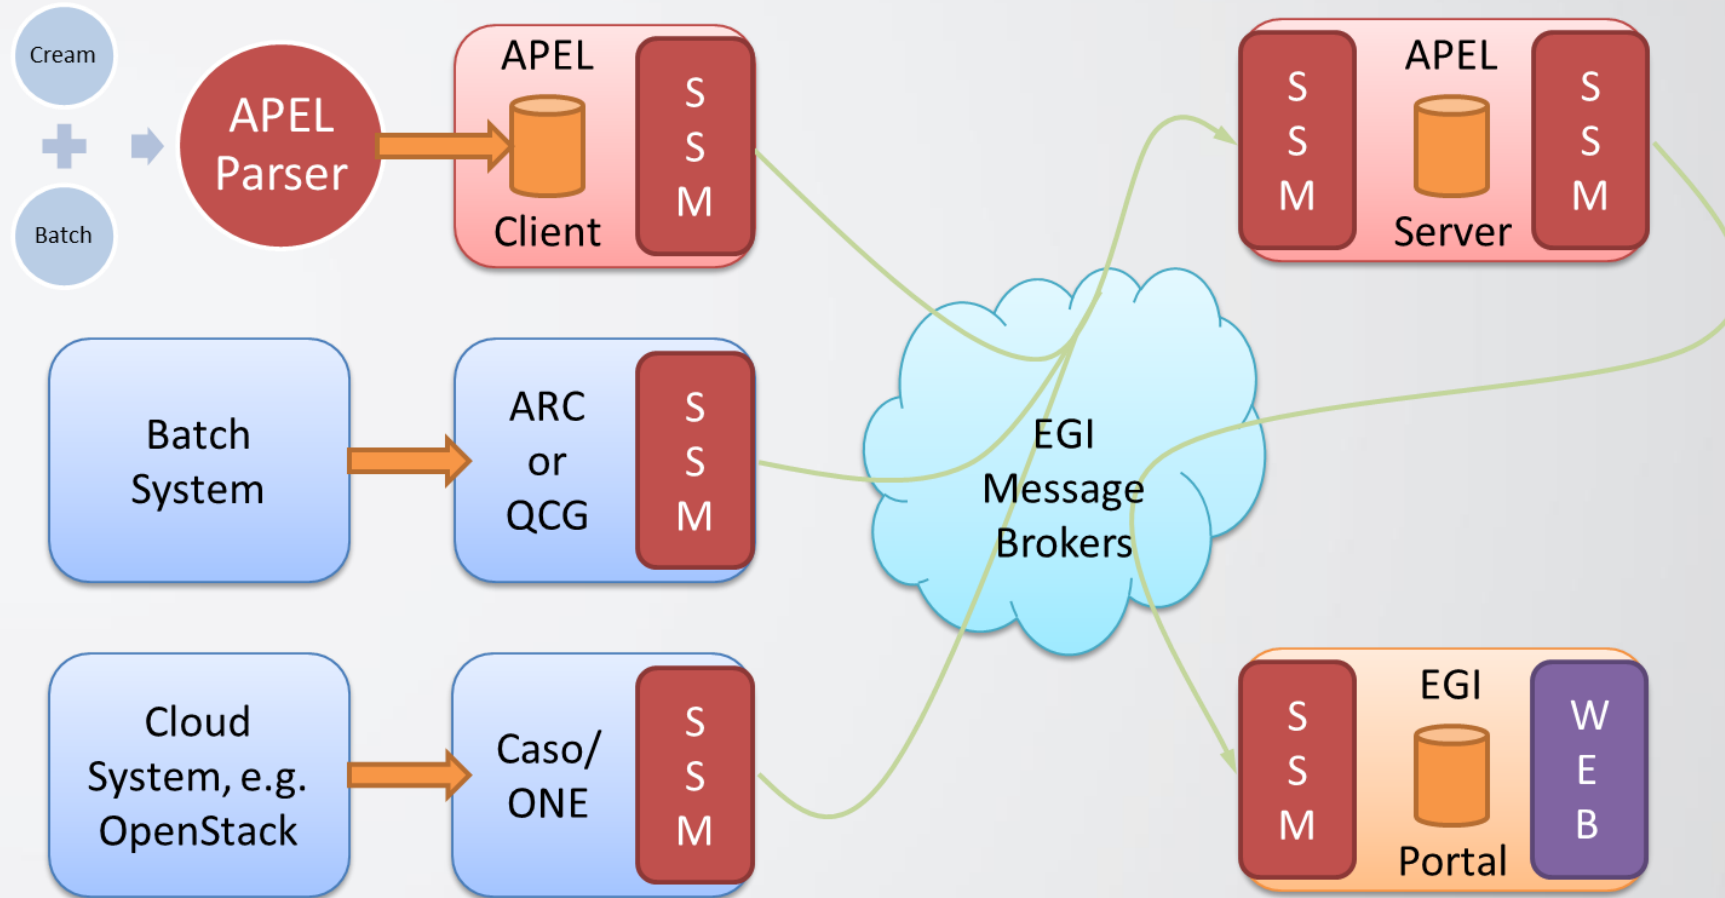 Cream
Batch
APEL
Parser
APEL
Client
S
S
M
Batch
System
ARC
or
QCG
S
S
M
Cloud
System, e.g.
OpenStack
Caso/
ONE
S
S
M
EGI
Message
Brokers
S
S
M
APEL
Server
S
S
M
S
S
M
EGI
Portal
W
E
B